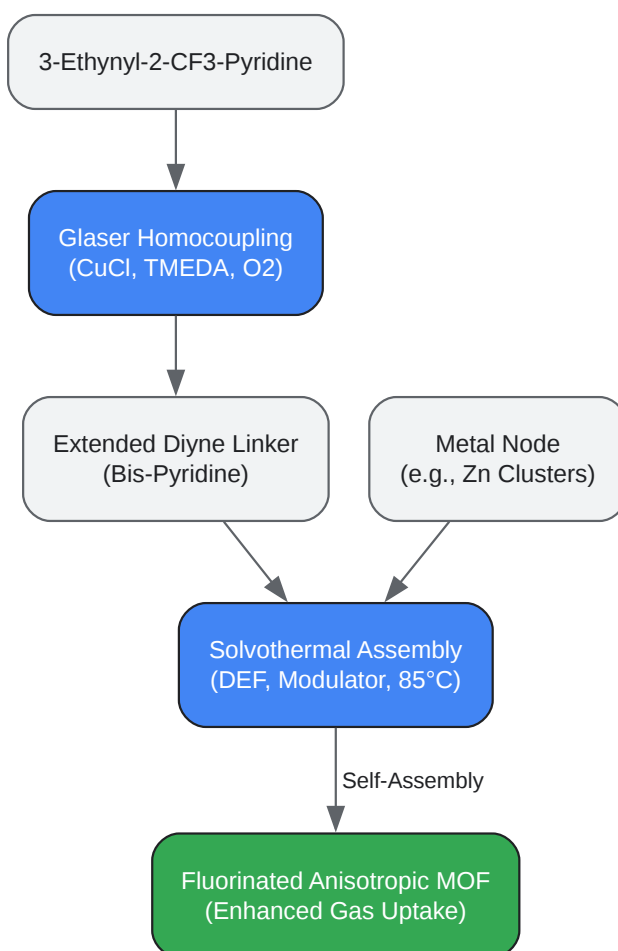 3-Ethynyl-2-CF3-Pyridine
Glaser Homocoupling
(CuCl, TMEDA, O2)
Extended Diyne Linker
(Bis-Pyridine)
Metal Node
(e.g., Zn Clusters)
Solvothermal Assembly
(DEF, Modulator, 85°C)
Self-Assembly
Fluorinated Anisotropic MOF
(Enhanced Gas Uptake)